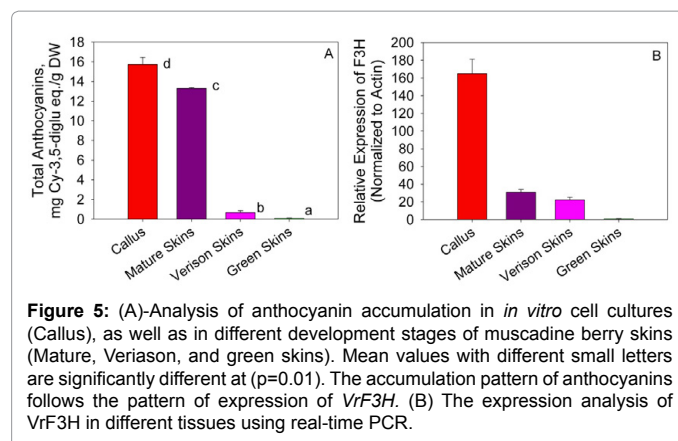 A
Total Anthocyanins,
mg Cy-3,5-diglu eq./g DW
18
16
14
12
10
8
6
4
2
0
d
c
b
a
Callus
Mature Skins
Verison Skins
Green Skins
B
Relative Expression of F3H
(Normalized to Actin)
200
180
160
140
120
100
80
60
40
20
0
Callus
Mature Skins
Verison Skins
Green Skins
Figure 5: (A)-Analysis of anthocyanin accumulation in in vitro cell cultures
(Callus), as well as in different development stages of muscadine berry skins
(Mature, Veriason, and green skins). Mean values with different small letters
are significantly different at (p=0.01). The accumulation pattern of anthocyanins
follows the pattern of expression of VrF3H. (B) The expression analysis of
VrF3H in different tissues using real-time PCR.